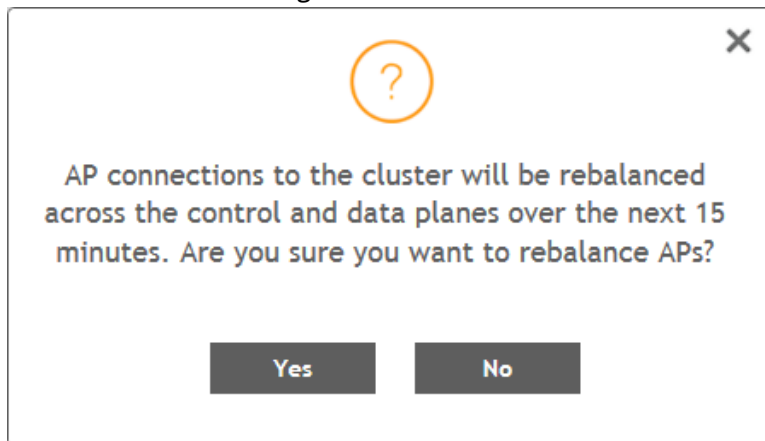 ?
AP connections to the cluster will be rebalanced
across the control and data planes over the next 15
minutes. Are you sure you want to rebalance APs?
Yes No